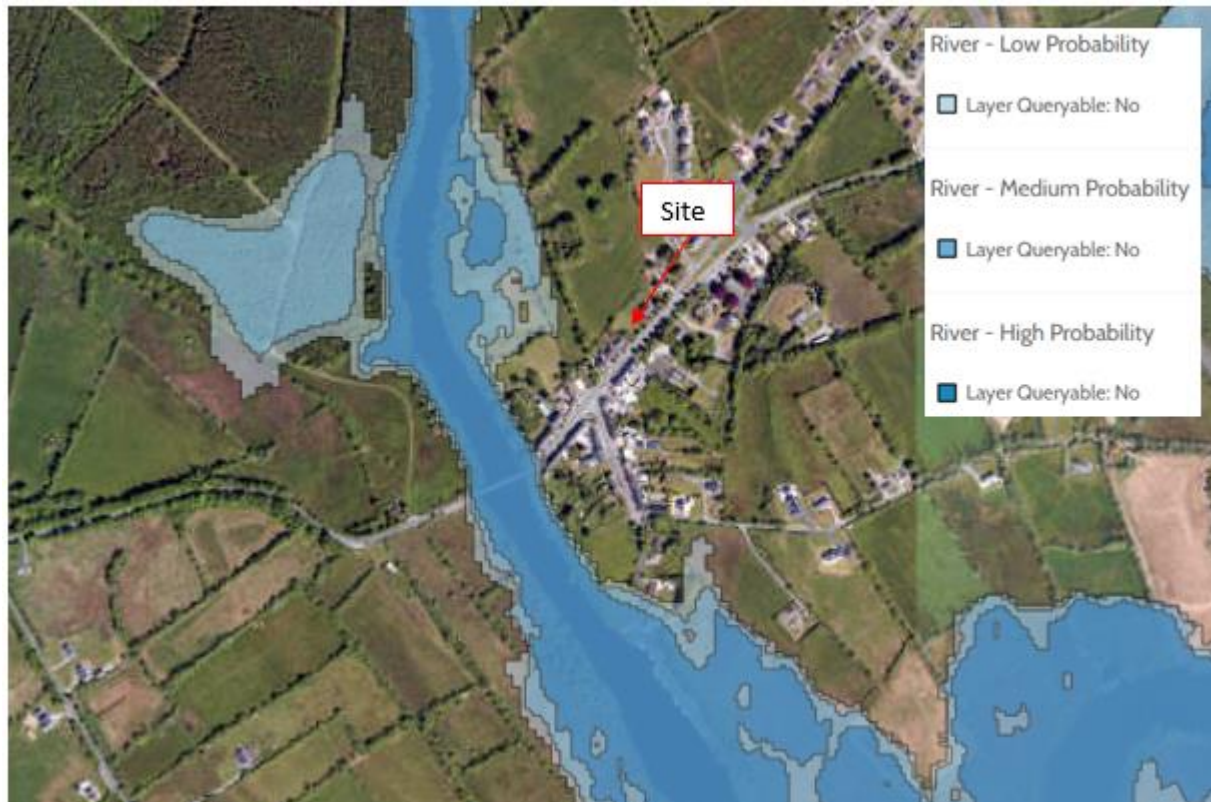 Site
River - Low Probability
Layer Queryable: No
River - Medium Probability
Layer Queryable: No
River - High Probability
Layer Queryable: No